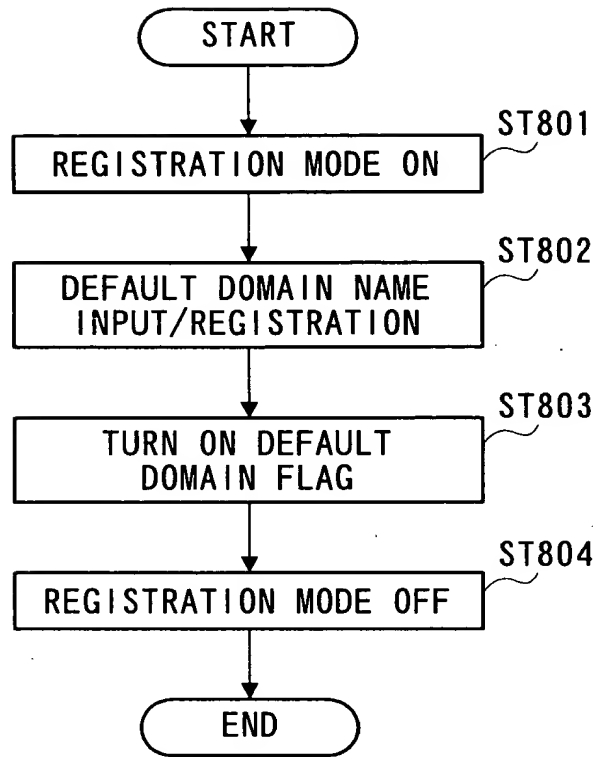 START
ST801
REGISTRATION MODE ON
ST802
DEFAULT DOMAIN NAME
INPUT/REGISTRATION
ST803
TURN ON DEFAULT
DOMAIN FLAG
ST804
REGISTRATION MODE OFF
END